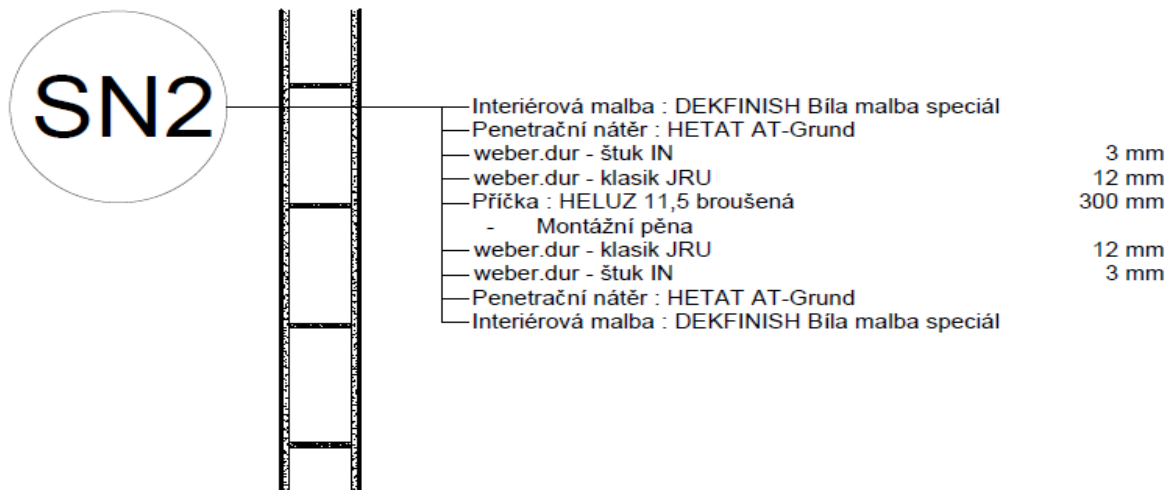 SN2
Interiérová malba : DEKFINISH Bíla malba speciál
Penetrační nátěr : HETAT AT-Grund
weber.dur - štuk IN 3 mm
weber.dur - klasik JRU 12 mm
Příčka : HELUZ 11,5 broušená 300 mm
- Montážní pěna
weber.dur - klasik JRU 12 mm
weber.dur - štuk IN 3 mm
Penetrační nátěr : HETAT AT-Grund
Interiérová malba : DEKFINISH Bíla malba speciál